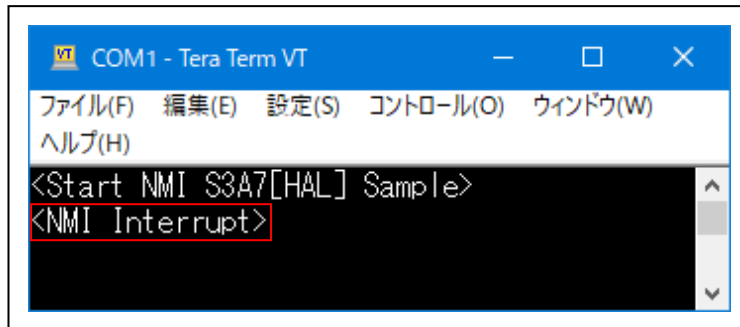 COM1 - Tera Term VT
ファイル(F) 編集(E) 設定(S) コントロール(O) ウィンドウ(W)
ヘルプ(H)
<Start NMI S3A7[HAL] Sample>
<NMI Interrupt>